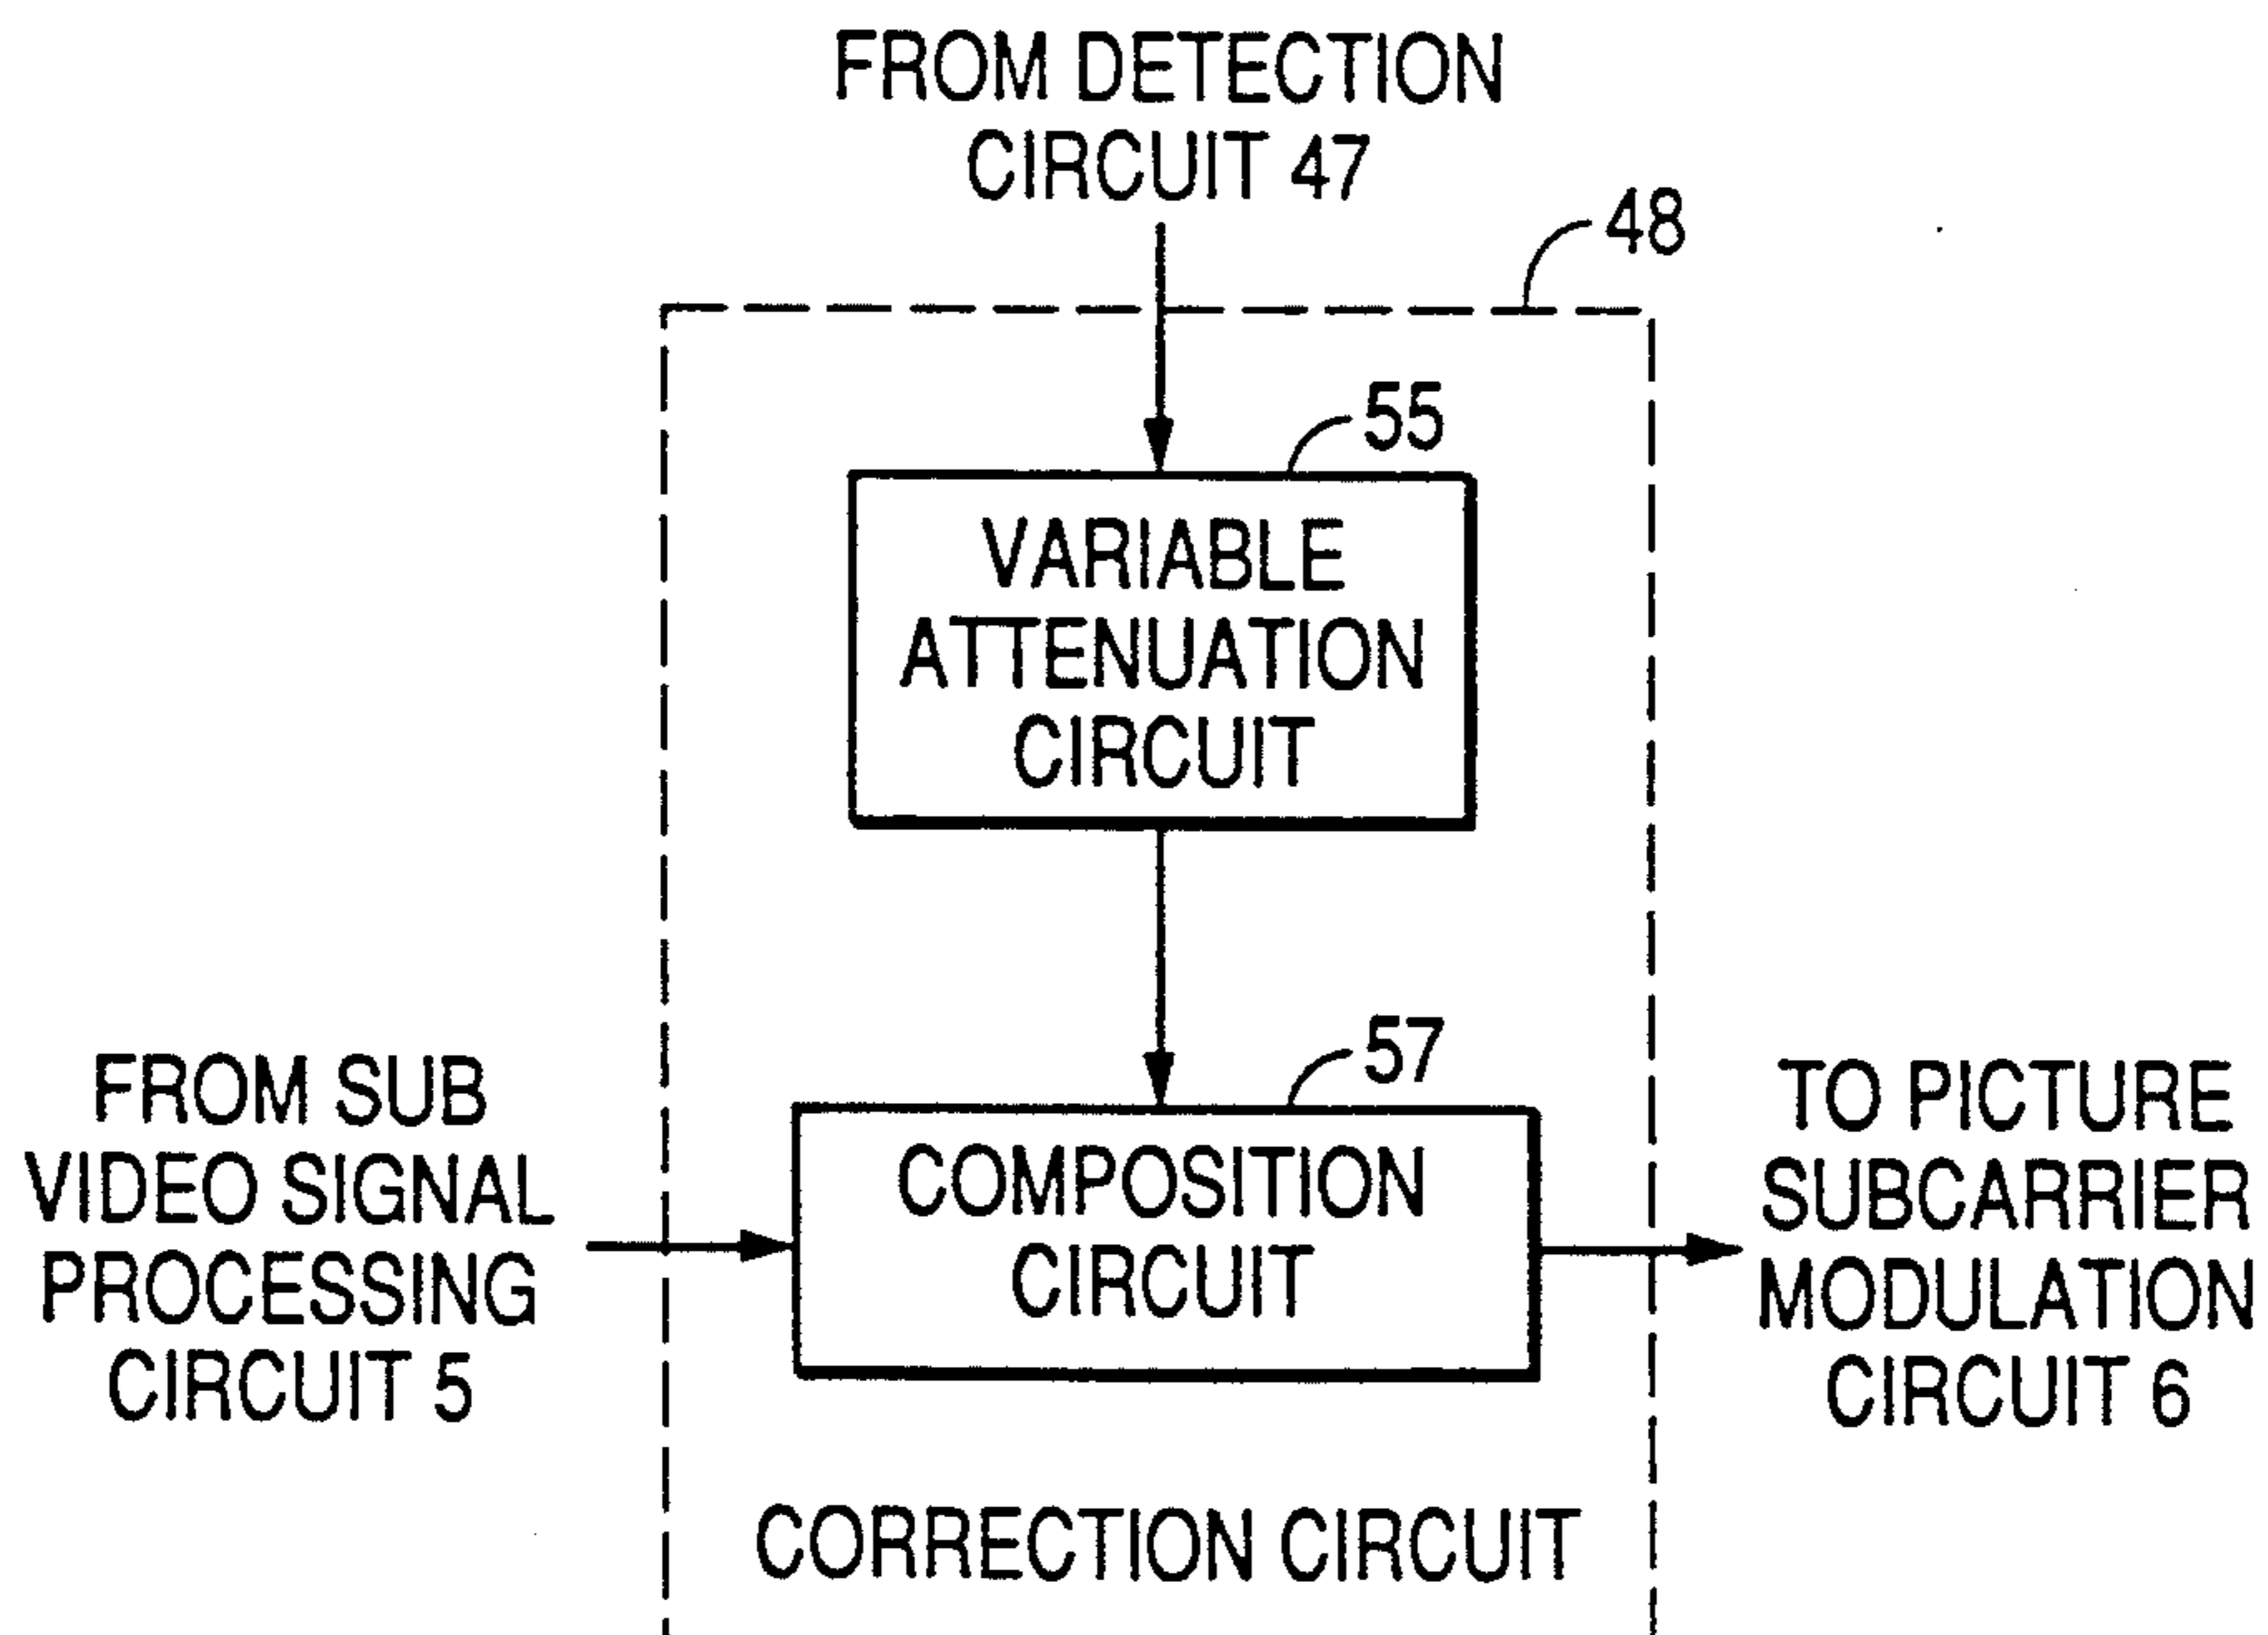 FROM DETECTION
CIRCUIT 47
48
55
VARIABLE
ATTENUATION
CIRCUIT
57
FROM SUB
VIDEO SIGNAL
PROCESSING
CIRCUIT 5
COMPOSITION
CIRCUIT
TO PICTURE
SUBCARRIER
MODULATION
CIRCUIT 6
CORRECTION CIRCUIT